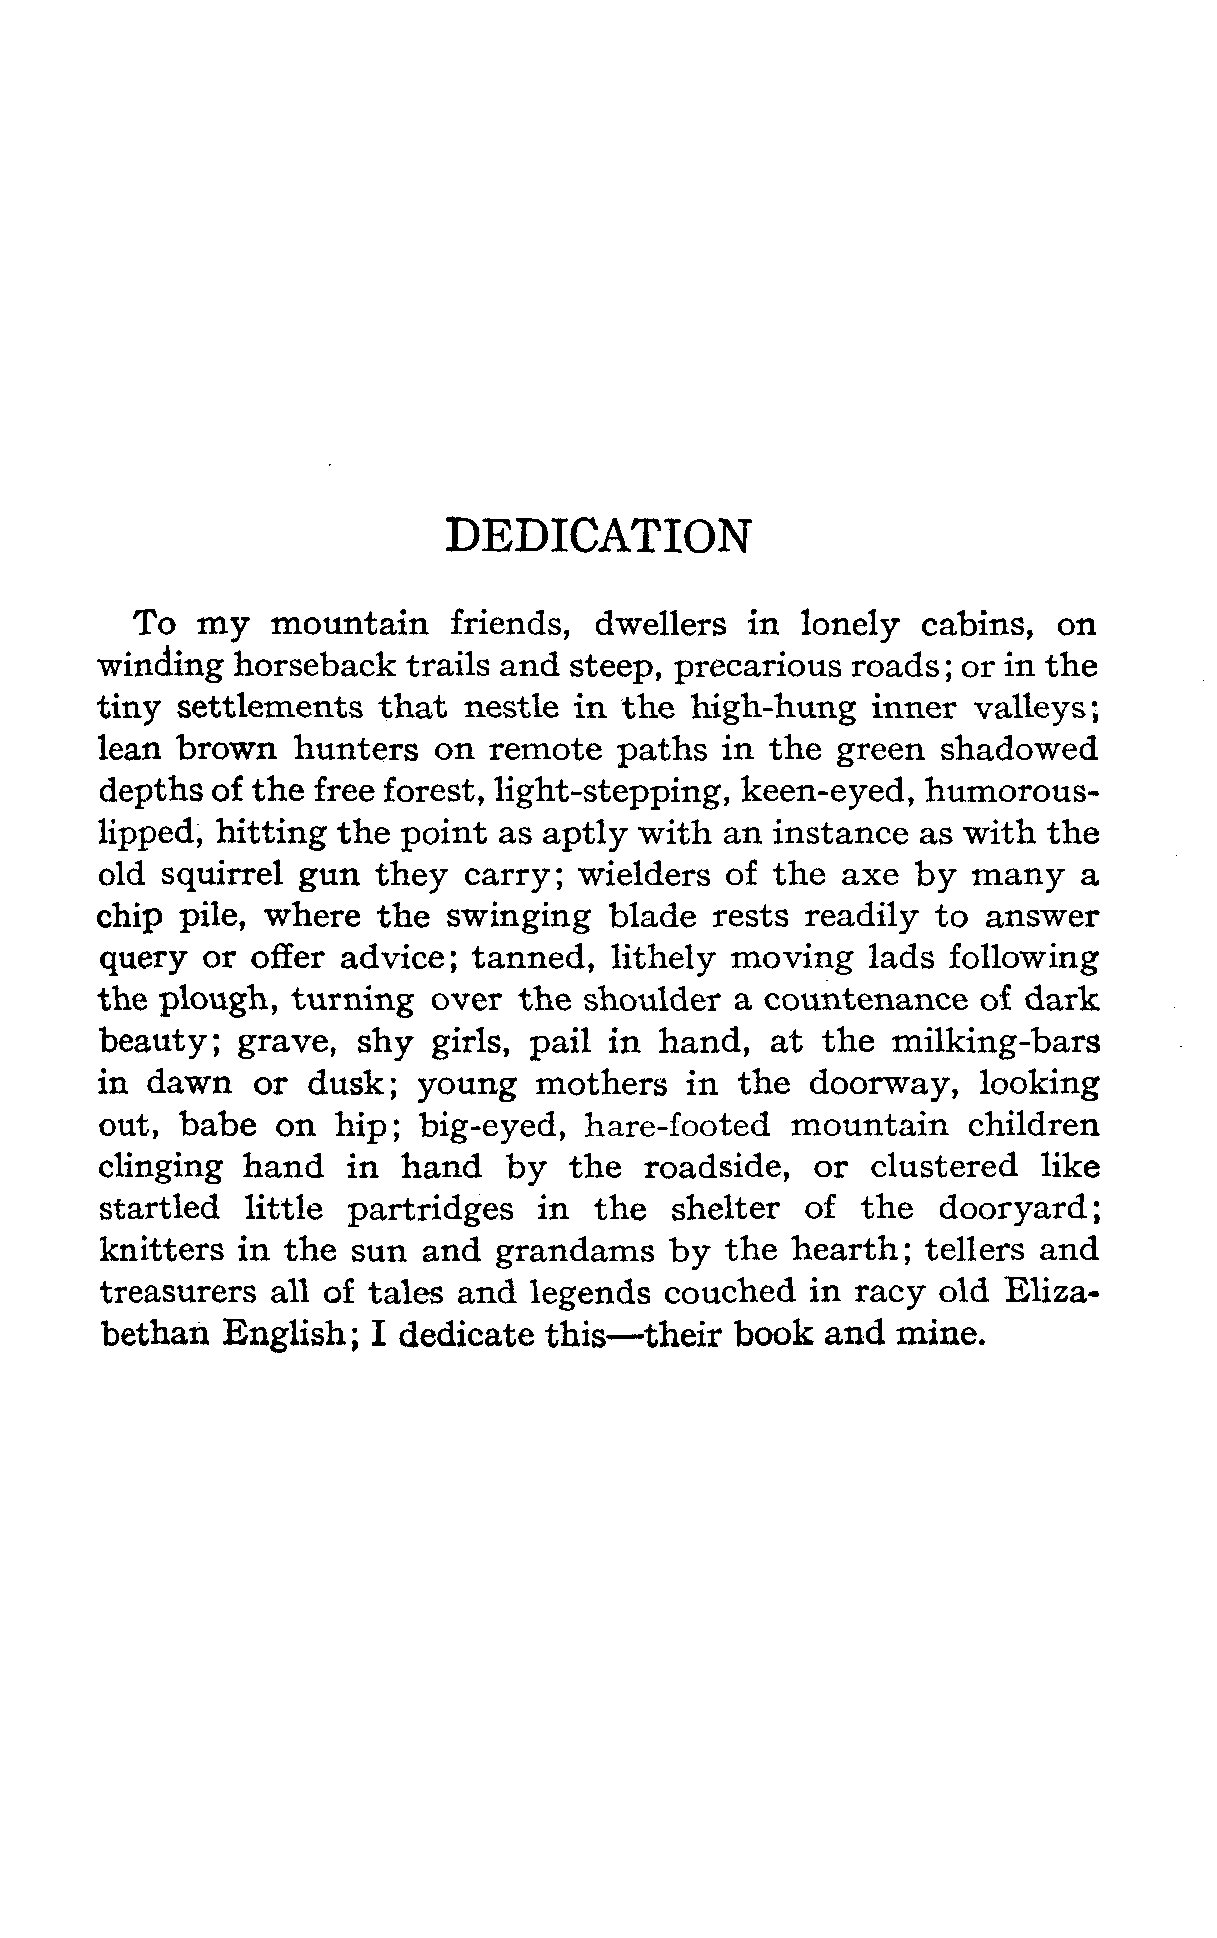 DEDICATION
To my mountain friends, dwellers in lonely cabins, on
winding horseback trails and steep, precarious roads; or in the
tiny settlements that nestle in the high-hung inner valleys;
lean brown hunters on remote paths in the green shadowed
depths of the free forest, light-stepping, keen-eyed, humorous-
lipped, hitting the point as aptly with an instance as with the
old squirrel gun they carry; wielders of the axe by many a
chip pile, where the swinging blade rests readily to answer
query or offer advice; tanned, lithely moving lads following
the plough, turning over the shoulder a countenance of dark
beauty; grave, shy girls, pail in hand, at the milking-bars
in dawn or dusk; young mothers in the doorway, looking
out, babe on hip; big-eyed, hare-footed mountain children
clinging hand in hand by the roadside, or clustered like
startled little partridges in the shelter of the dooryard;
knitters in the sun and grandams by the hearth; tellers and
treasurers all of tales and legends couched in racy old Eliza-
bethan English; I dedicate this—their book and mine.